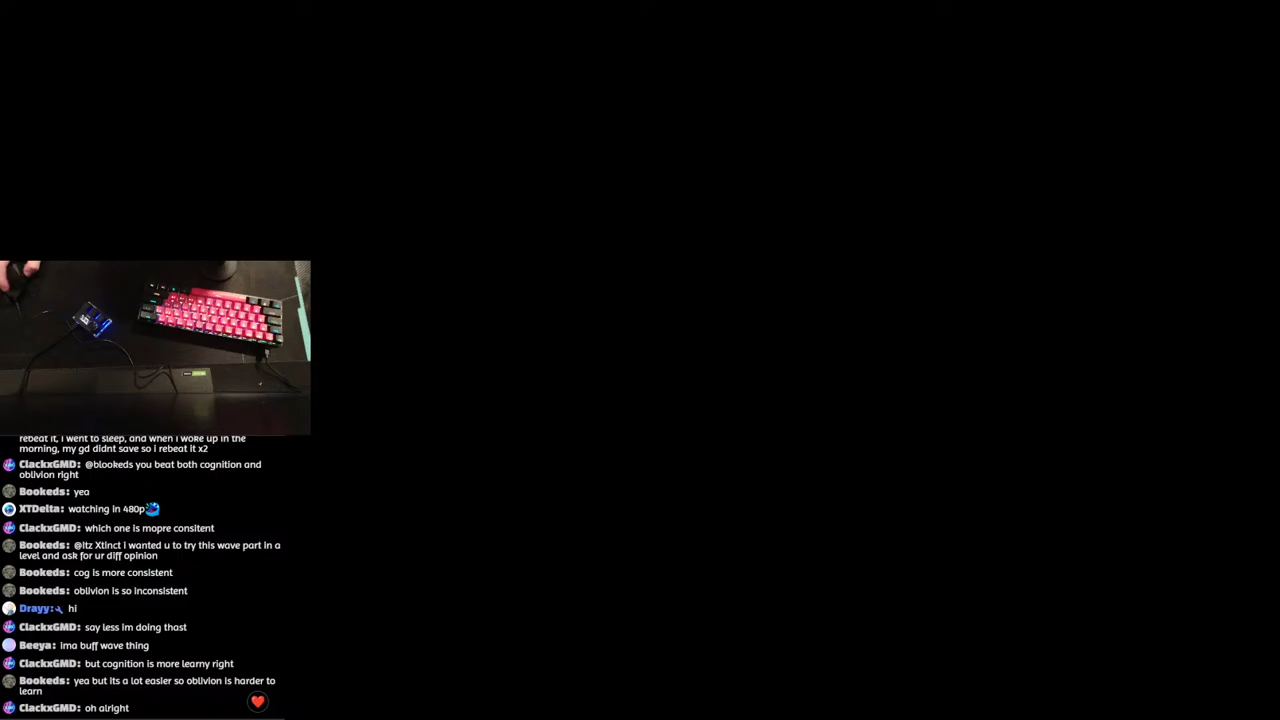 rebeat it, i went to sleep, and when i woke up in the
morning, my gd didnt save so i rebeat it x2
ClackxGMD: @blookeds you beat both cognition and
oblivion right
Bookeds: yea
XTDelta: watching in 480p
ClackxGMD: which one is mopre consitent
Bookeds: @Itz Xtinct i wanted u to try this wave part in a
level and ask for ur diff opinion
Bookeds: cog is more consistent
Bookeds: oblivion is so inconsistent
Drayy: hi
ClackxGMD: say less im doing thast
Beeya: ima buff wave thing
ClackxGMD: but cognition is more learny right
Bookeds: yea but its a lot easier so oblivion is harder to
learn
ClackxGMD: oh alright